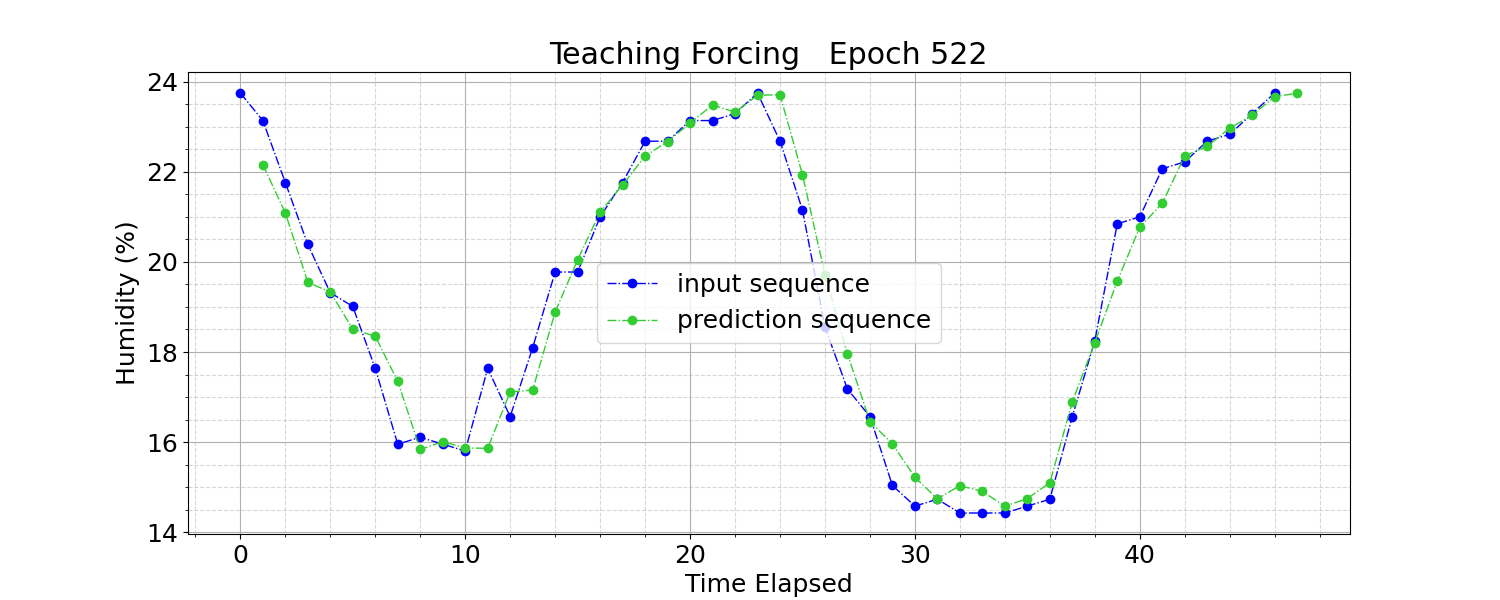 Teaching Forcing   Epoch 522
Humidity (%)
24
22
20
18
16
14
input sequence
prediction sequence
0 10 20 30 40
Time Elapsed